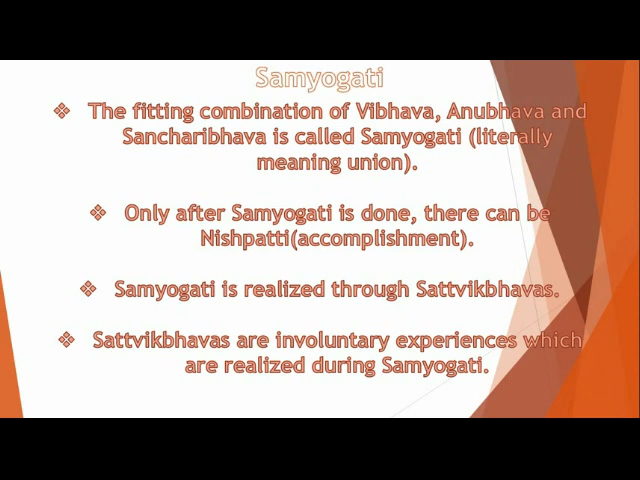 Samyogati
❖ The fitting combination of Vibhava, Anubhava and
Sancharibhava is called Samyogati (literally
meaning union).
❖ Only after Samyogati is done, there can be
Nishpatti(accomplishment).
❖ Samyogati is realized through Sattvikbhavas.
❖ Sattvikbhavas are involuntary experiences which
are realized during Samyogati.